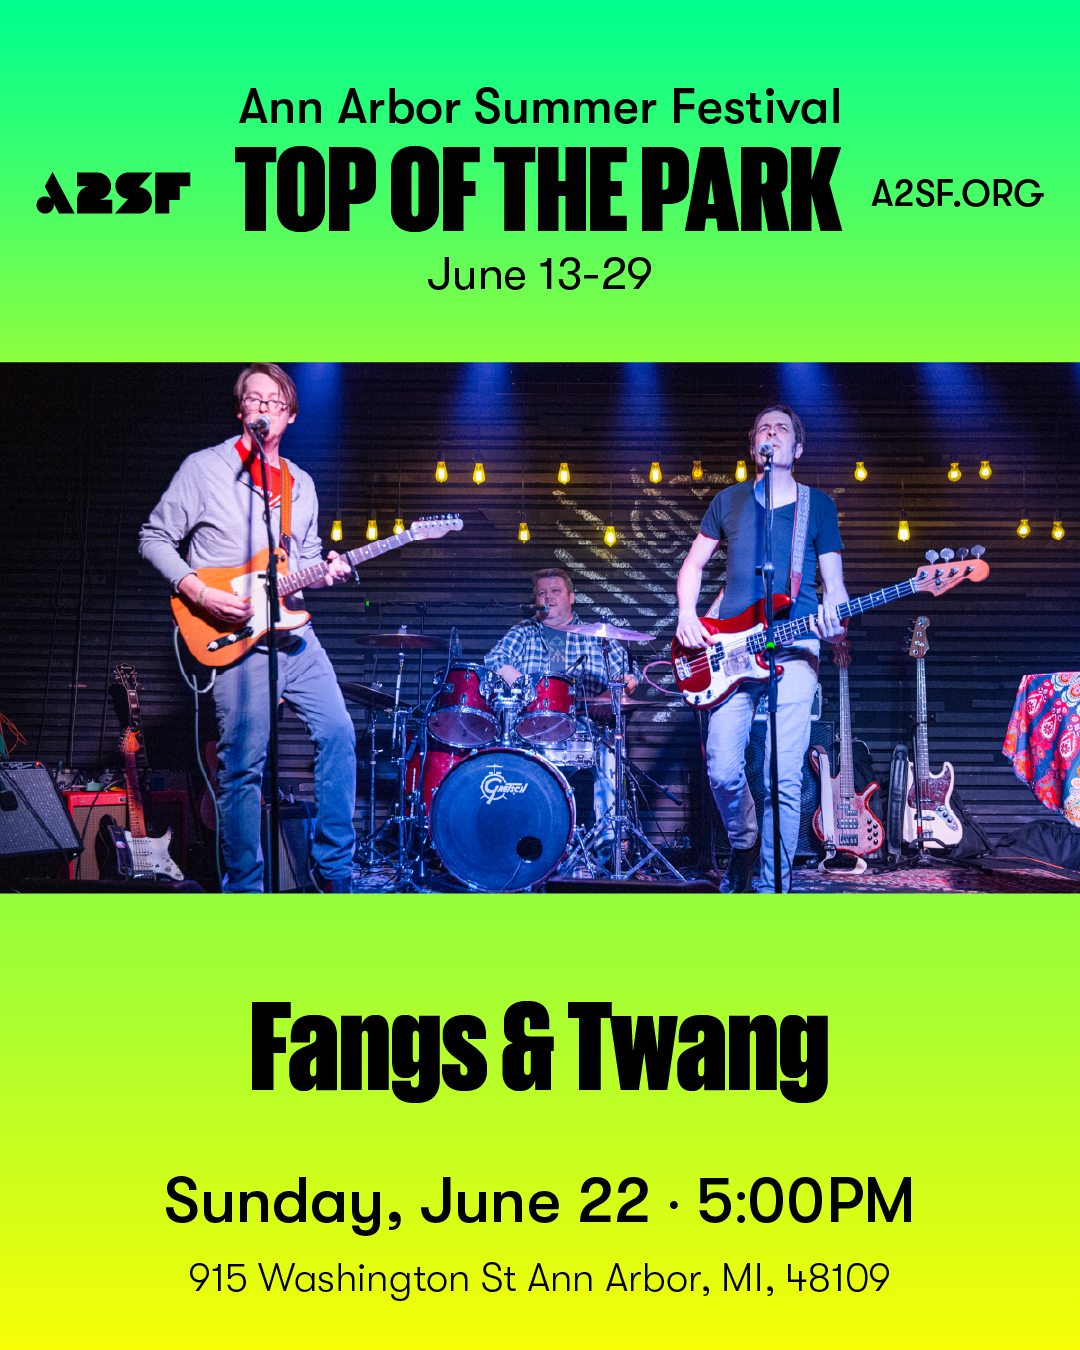 Ann Arbor Summer Festival
A2SF
TOP OF THE PARK
A2SF.ORG
June 13-29
Gretsch
Fangs & Twang
Sunday, June 22 · 5:00PM
915 Washington St Ann Arbor, MI, 48109